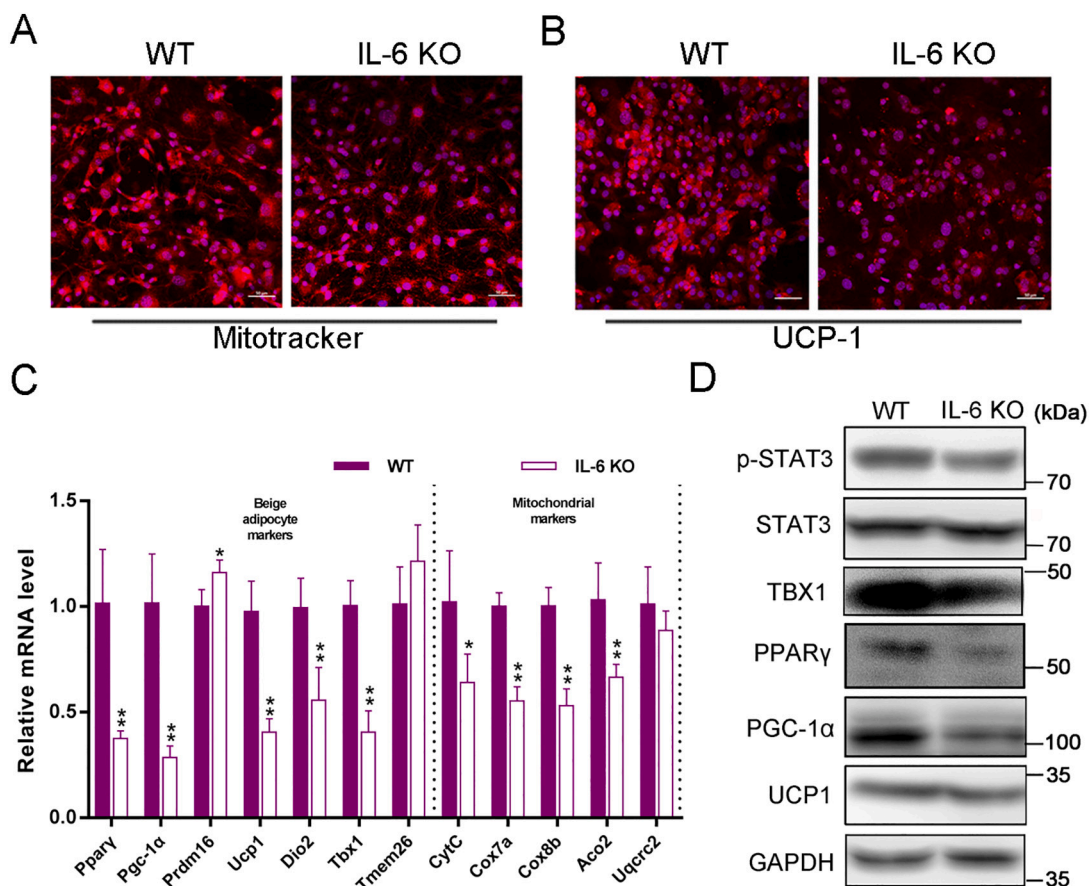 A
WT
IL-6 KO
Mitotracker
B
WT
IL-6 KO
UCP-1
C
WT
IL-6 KO
Beige
adipocyte
markers
Mitochondrial
markers
Relative mRNA level
1.5
1.0
0.5
0.0
**
**
*
**
**
**
*
**
**
**
Pparγ
Pgc-1α
Prdm16
Ucp1
Dio2
Tbx1
Tmem26
CytC
Cox7a
Cox8b
Aco2
Uqcrc2
D
WT IL-6 KO (kDa)
p-STAT3
70
STAT3
70
50
TBX1
PPARγ
50
PGC-1α
100
35
UCP1
GAPDH
35